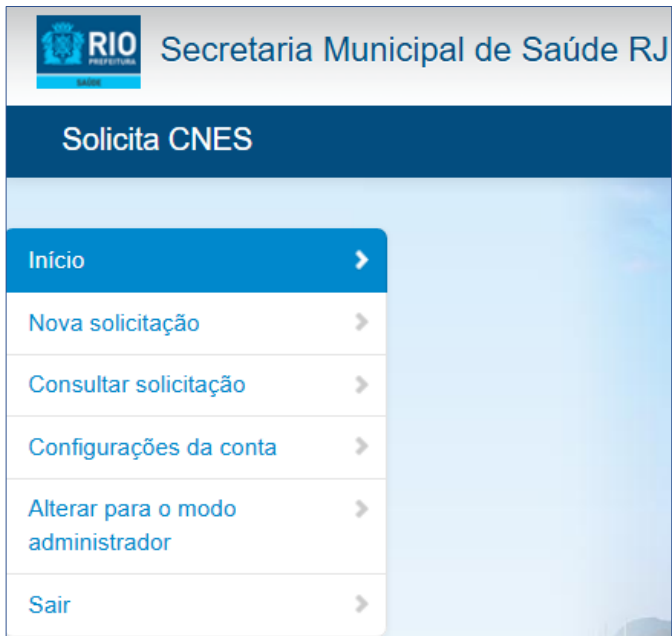 RIO
PREFEITURA
SAÚDE
Secretaria Municipal de Saúde RJ
Solicita CNES
Início
Nova solicitação
Consultar solicitação
Configurações da conta
Alterar para o modo
administrador
Sair